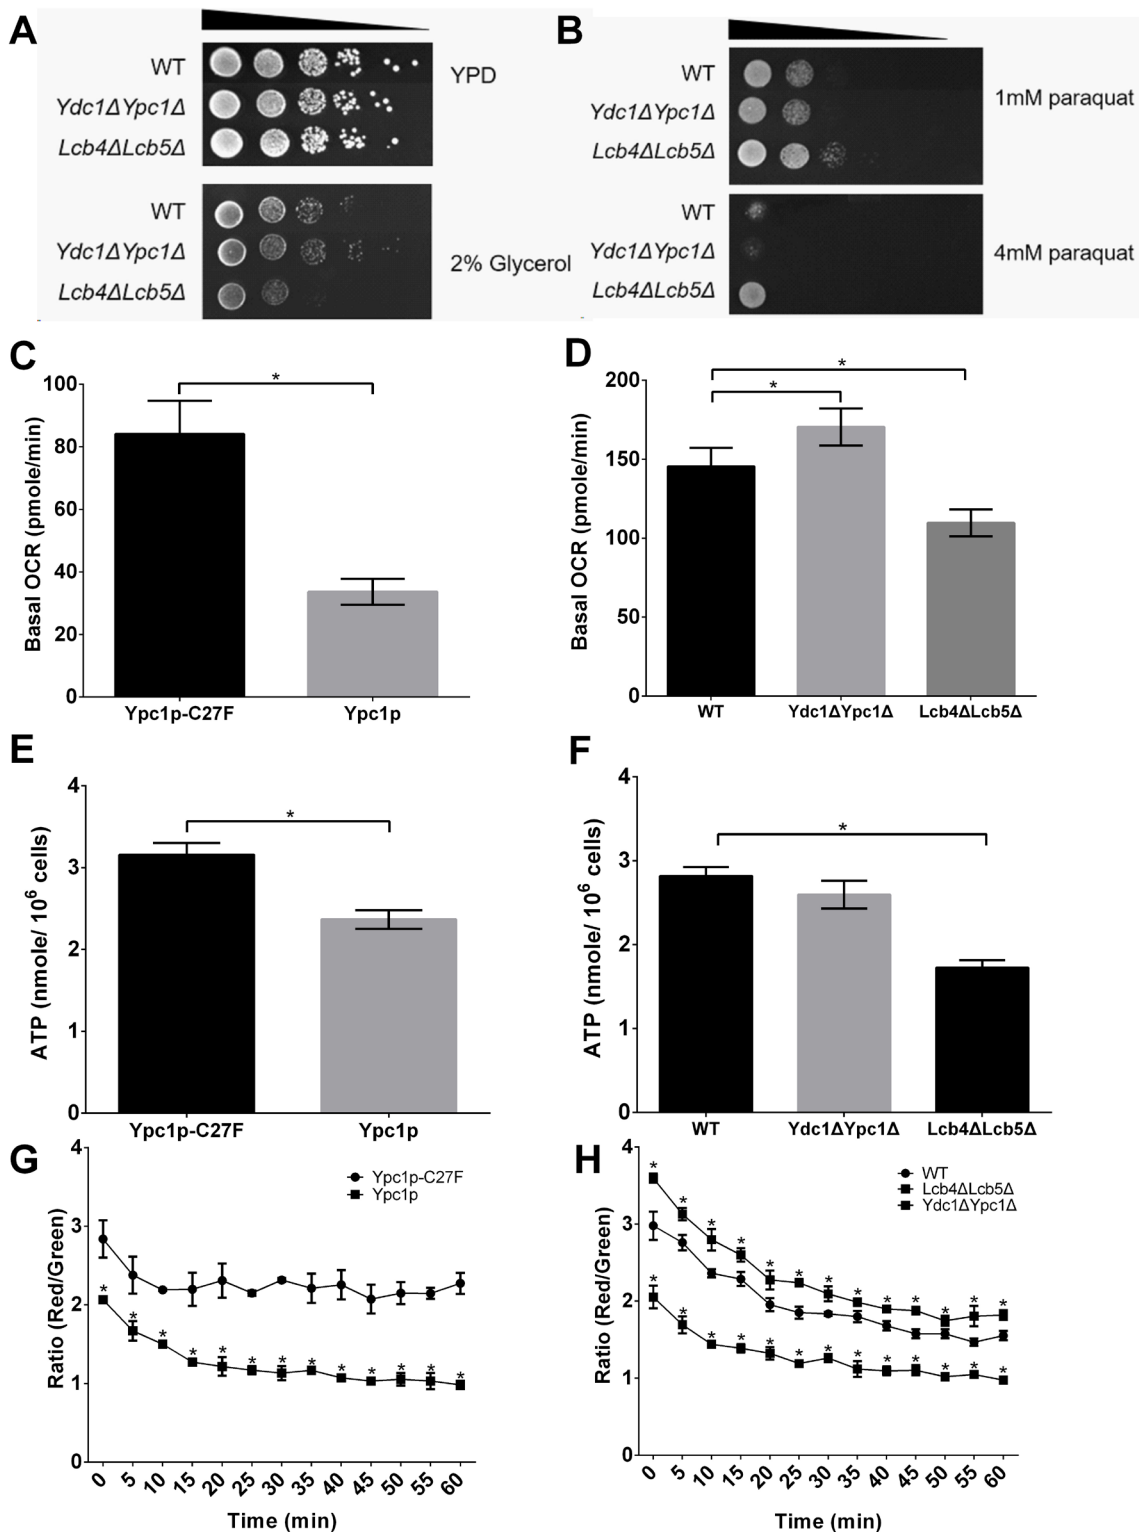 A
WT
Ydc1ΔYpc1Δ
Lcb4ΔLcb5Δ
YPD
WT
Ydc1ΔYpc1Δ
Lcb4ΔLcb5Δ
2% Glycerol
B
WT
Ydc1ΔYpc1Δ
Lcb4ΔLcb5Δ
1mM paraquat
WT
Ydc1ΔYpc1Δ
Lcb4ΔLcb5Δ
4mM paraquat
C
Basal OCR (pmole/min)
100
80
60
40
20
0
*
Ypc1p-C27F Ypc1p
D
Basal OCR (pmole/min)
200
150
100
50
0
*
*
WT Ydc1ΔYpc1Δ Lcb4ΔLcb5Δ
E
ATP (nmole/ 10⁶ cells)
4
3
2
1
0
*
Ypc1p-C27F Ypc1p
F
ATP (nmole/ 10⁶ cells)
4
3
2
1
0
*
WT Ydc1ΔYpc1Δ Lcb4ΔLcb5Δ
G
Ratio (Red/Green)
4
3
2
1
0
Ypc1p-C27F
Ypc1p
* * * * * * * * * * * * *
0 5 10 15 20 25 30 35 40 45 50 55 60
Time (min)
H
Ratio (Red/Green)
4
3
2
1
0
WT
Lcb4ΔLcb5Δ
Ydc1ΔYpc1Δ
* * * * * * * * * * * * *
* * * * * * * * * * * * *
0 5 10 15 20 25 30 35 40 45 50 55 60
Time (min)